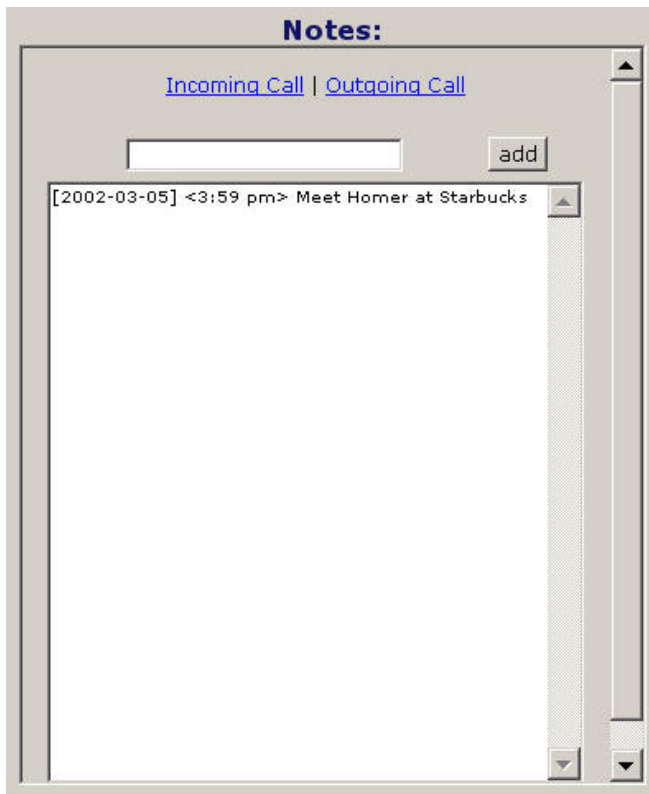 Notes:
Incoming Call | Outgoing Call
add
[2002-03-05] <3:59 pm> Meet Homer at Starbucks